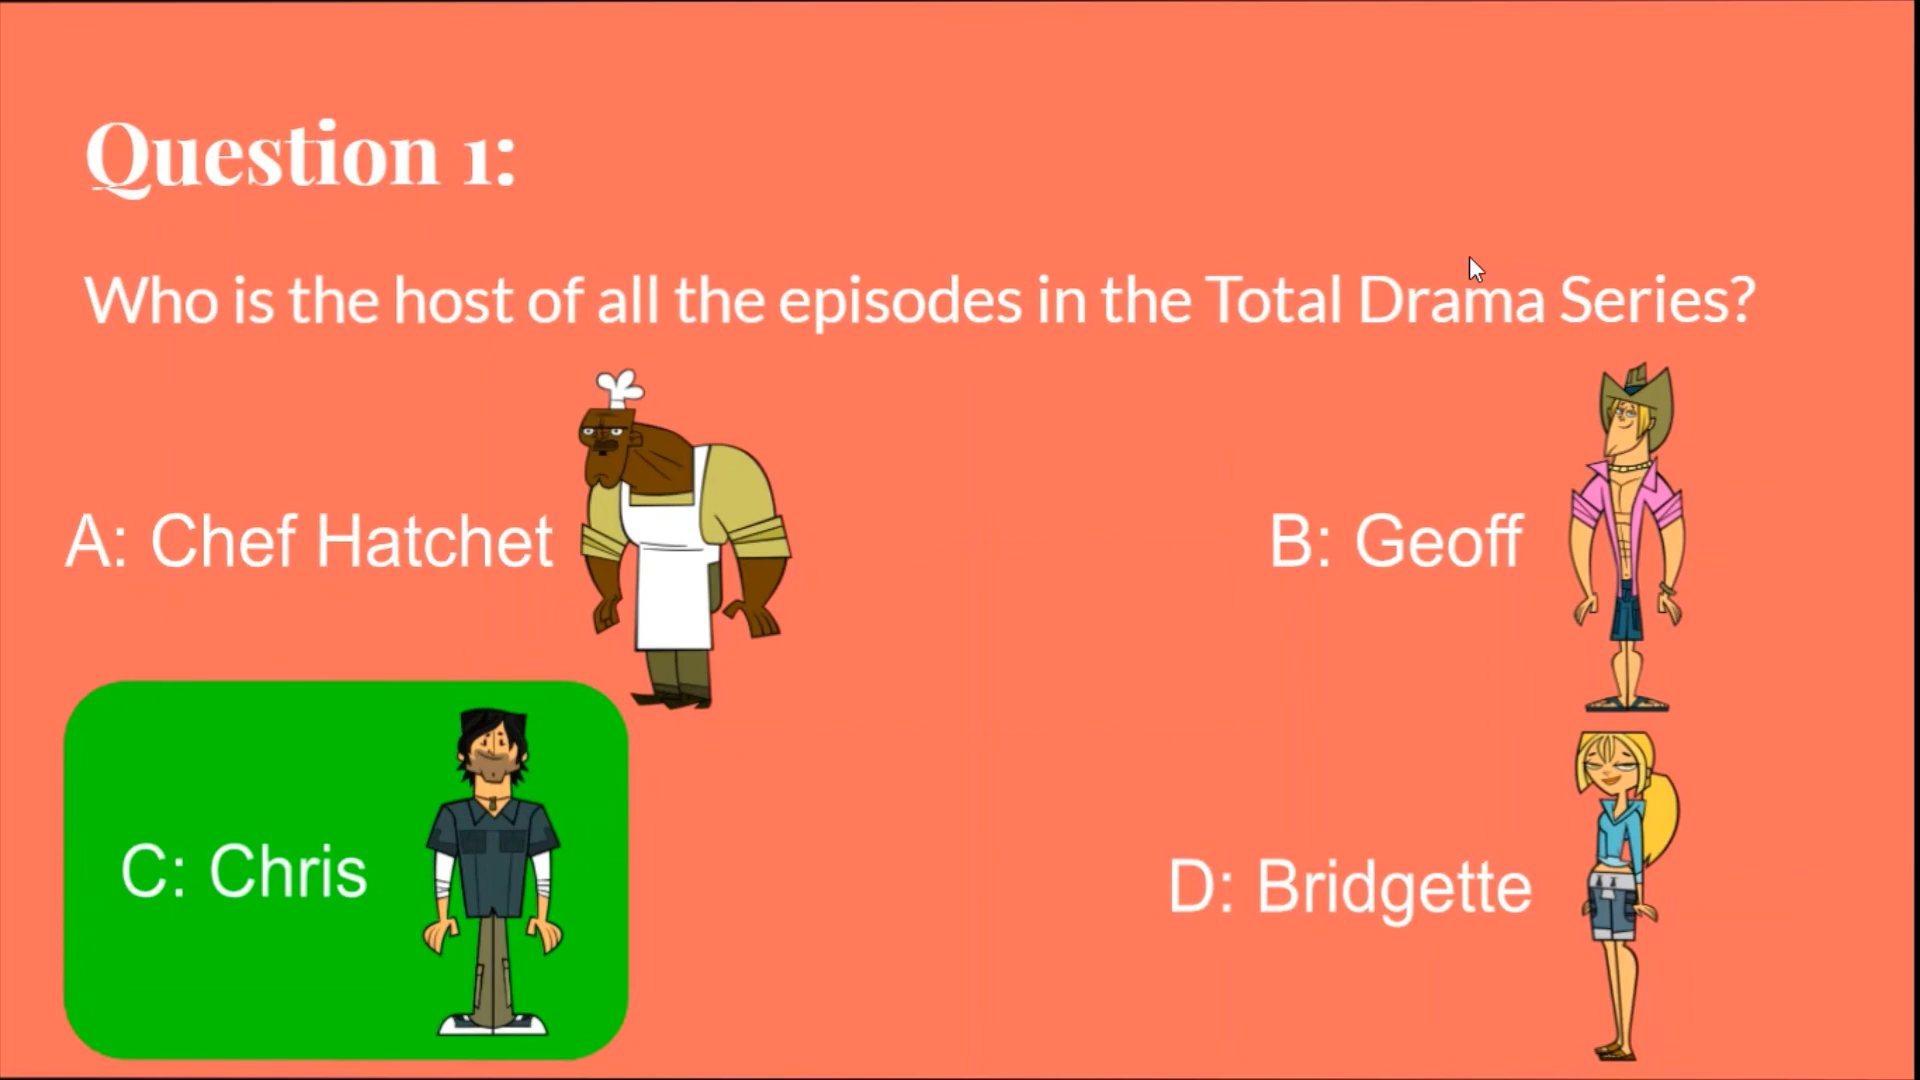 Question 1:
Who is the host of all the episodes in the Total Drama Series?
A: Chef Hatchet
B: Geoff
C: Chris
D: Bridgette